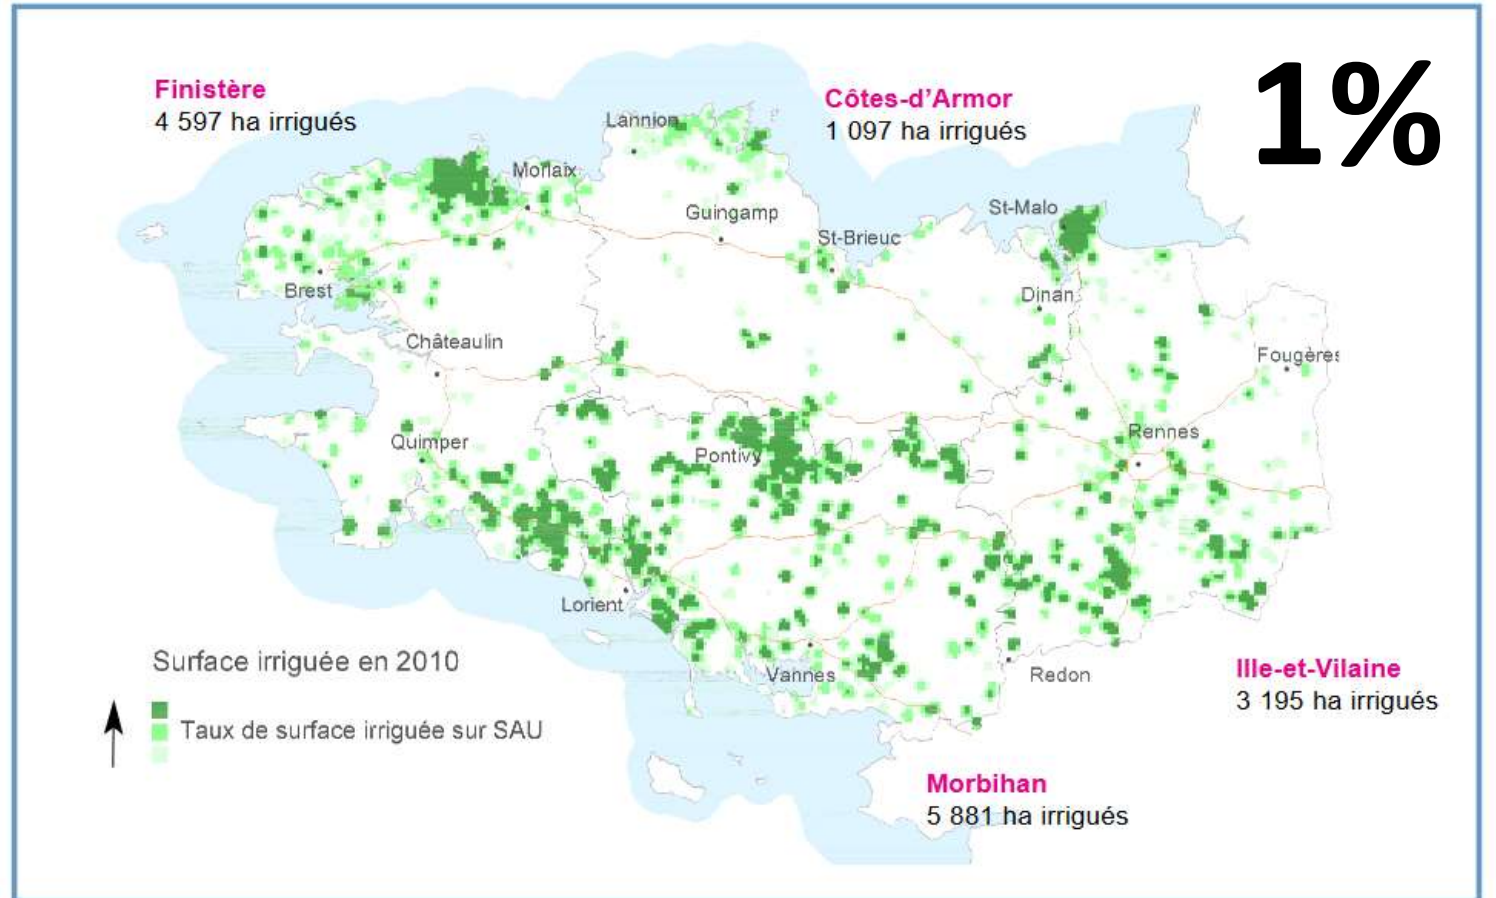 1%
Finistère
4 597 ha irrigués
Côtes-d'Armor
1 097 ha irrigués
Lannion
Morlaix
Guingamp
St-Malo
St-Brieuc
Brest
Dinan
Châteaulin
Fougères
Quimper
Pontivy
Rennes
Lorient
Vannes
Redon
Surface irriguée en 2010
Taux de surface irriguée sur SAU
Ille-et-Vilaine
3 195 ha irrigués
Morbihan
5 881 ha irrigués